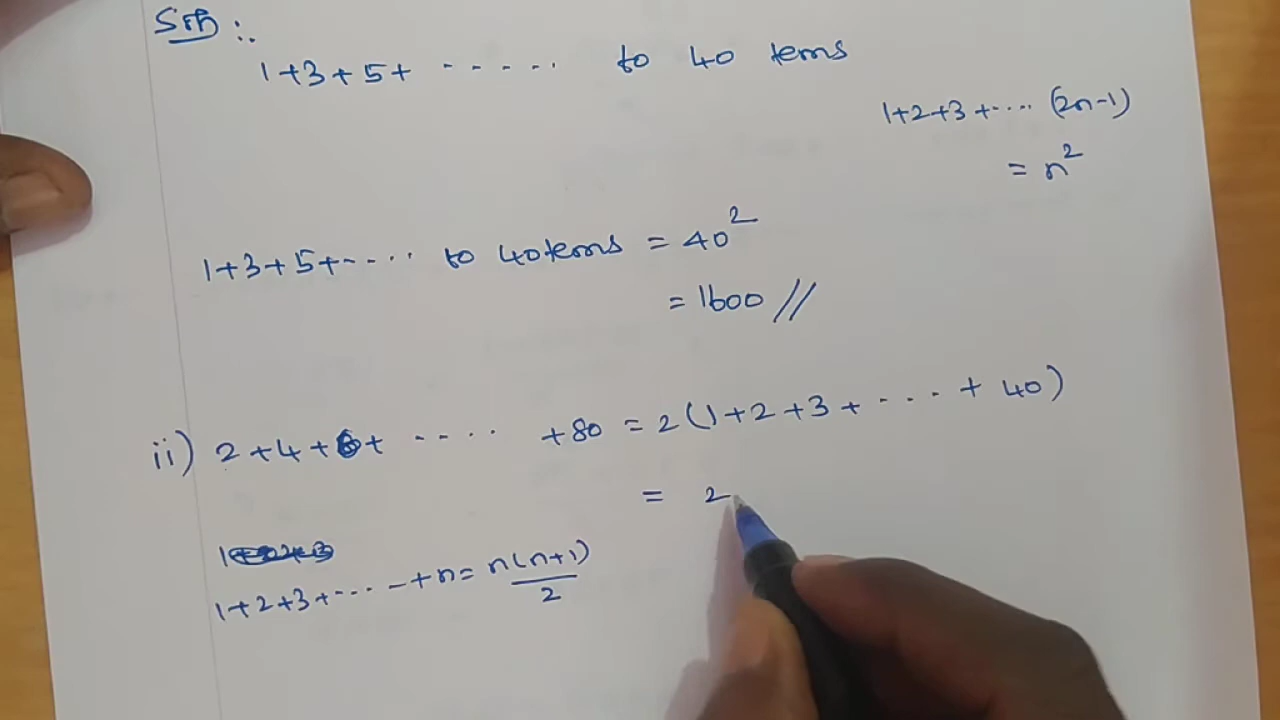 Soln :.
1+3+5+ ..... to 40 terms
1+2+3+.... (2n-1)
= n²
1+3+5+.... to 40 terms = 40²
= 1600 //
ii) 2+4+6+ .... +80 = 2(1+2+3+ .... + 40)
= 2
1+2+3+.... +n = n(n+1)/2